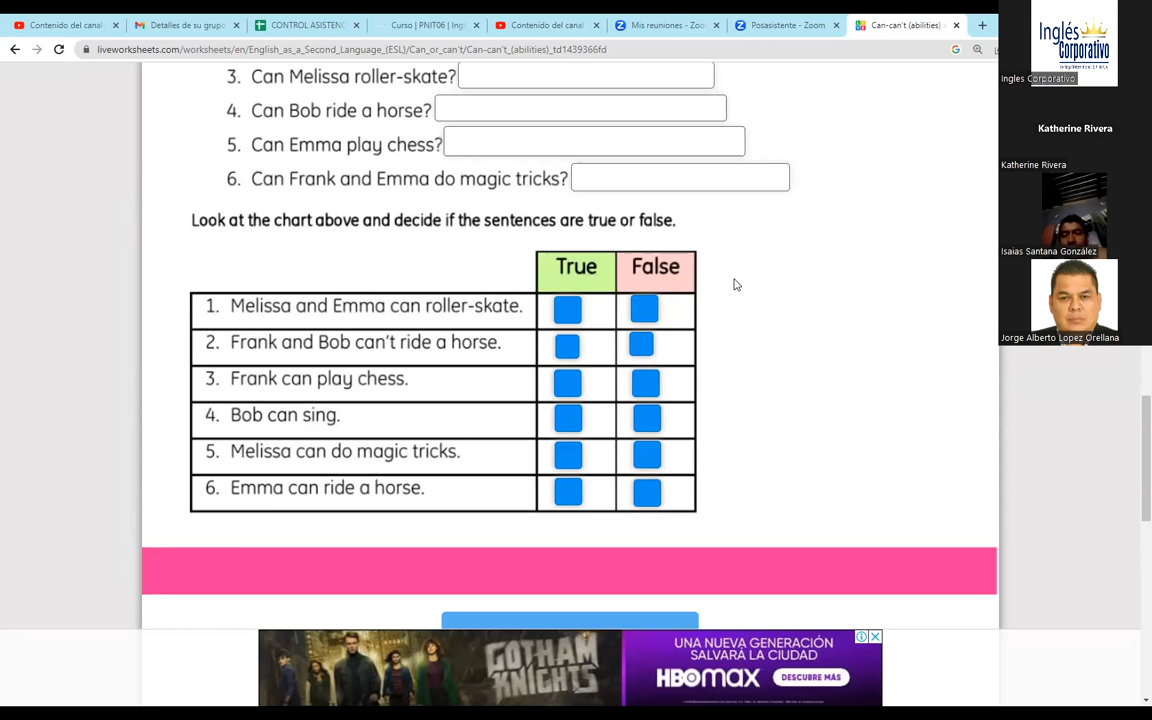 Contenido del canal
Detalles de su grupo
CONTROL ASISTENC
Curso | PNIT06 | Ingl
Contenido del canal
Mis reuniones - Zoo
Posasistente - Zoom
Can-can't (abilities)
liveworksheets.com/worksheets/en/English_as_a_Second_Language_(ESL)/Can_or_can't/Can-can't_(abilities)_td1439366fd
3. Can Melissa roller-skate?
4. Can Bob ride a horse?
5. Can Emma play chess?
6. Can Frank and Emma do magic tricks?
Look at the chart above and decide if the sentences are true or false.
True False
1. Melissa and Emma can roller-skate.
2. Frank and Bob can't ride a horse.
3. Frank can play chess.
4. Bob can sing.
5. Melissa can do magic tricks.
6. Emma can ride a horse.
GOTHAM
KNIGHTS
UNA NUEVA GENERACIÓN
SALVARÁ LA CIUDAD
HBOMAX
DESCUBRE MÁS
Inglés
Corporativo
Ingles Corporativo
Katherine Rivera
Katherine Rivera
Isaias Santana González
Jorge Alberto Lopez Orellana